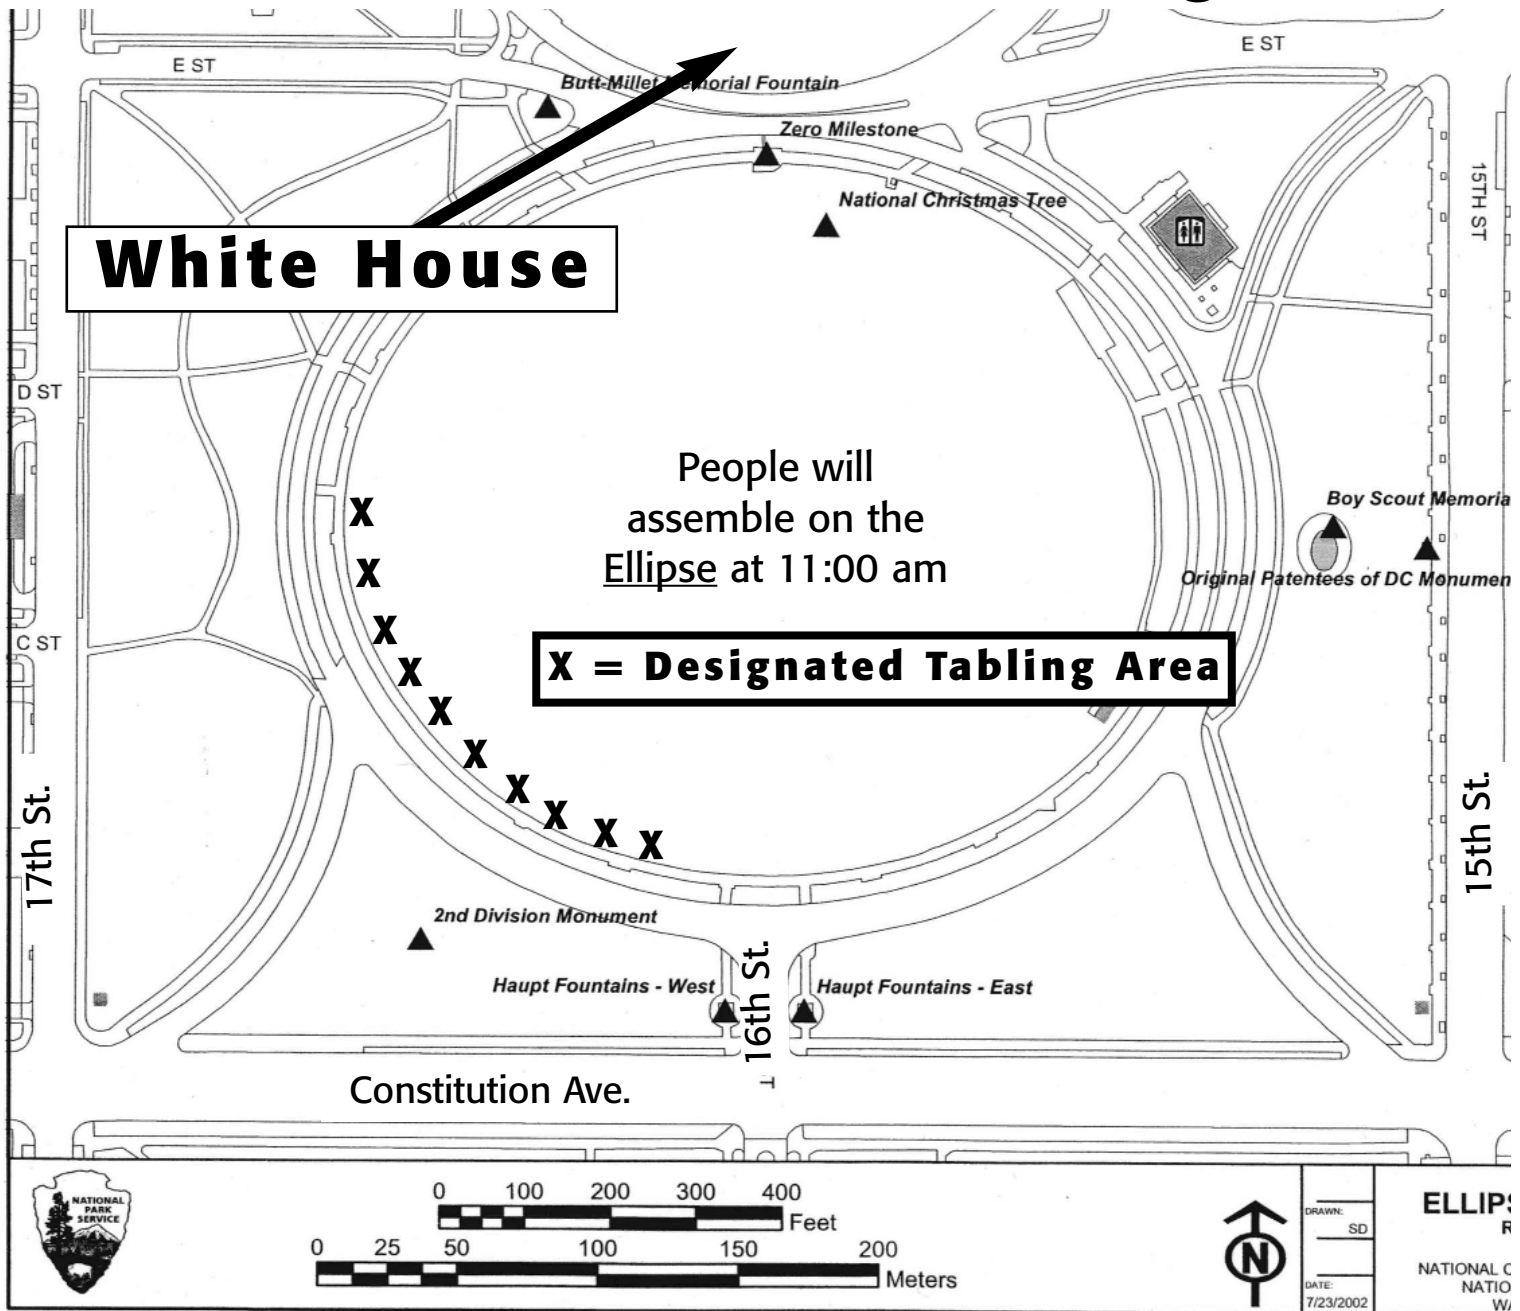 E ST
E ST
Butt-Millet Memorial Fountain
Zero Milestone
15TH ST
National Christmas Tree
White House
D ST
People will
assemble on the
Ellipse at 11:00 am
Boy Scout Memoria
Original Patentees of DC Monumen
C ST
X = Designated Tabling Area
X
X
X
X
X
X
X
X
X
X
17th St.
15th St.
2nd Division Monument
Haupt Fountains - West
16th St.
Haupt Fountains - East
Constitution Ave.
T
NATIONAL
PARK
SERVICE
0 100 200 300 400
Feet
0 25 50 100 150 200
Meters
N
DRAWN:
SD
DATE:
7/23/2002
ELLIPS
R
NATIONAL C
NATIO
WA